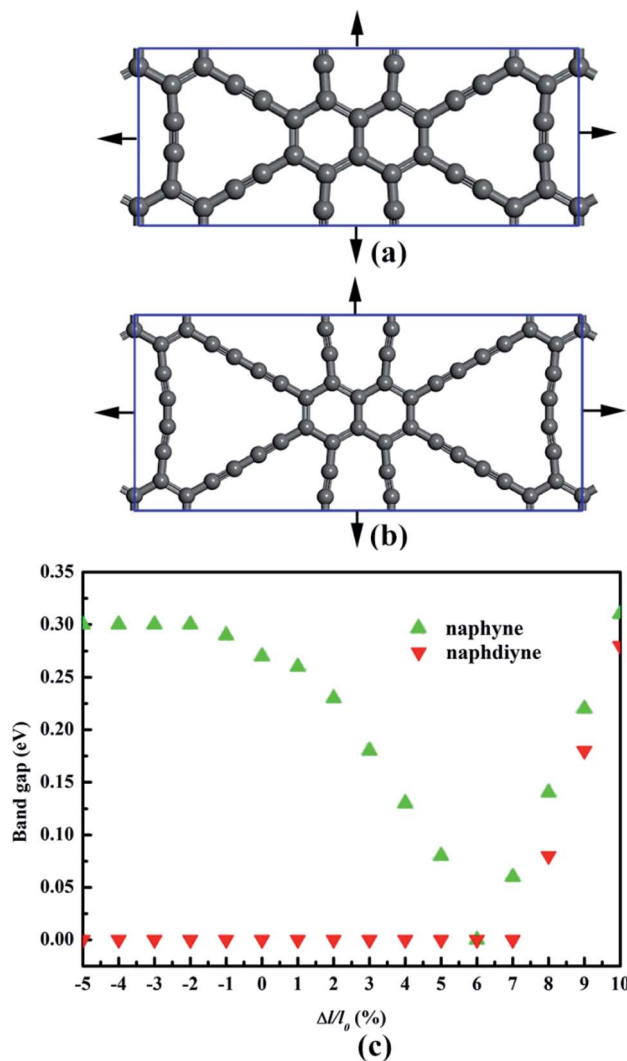 (a)
(b)
0.35
0.30
0.25
0.20
0.15
0.10
0.05
0.00
Band gap (eV)
naphyne
naphdiyne
-5 -4 -3 -2 -1 0 1 2 3 4 5 6 7 8 9 10
Δl/l₀ (%)
(c)